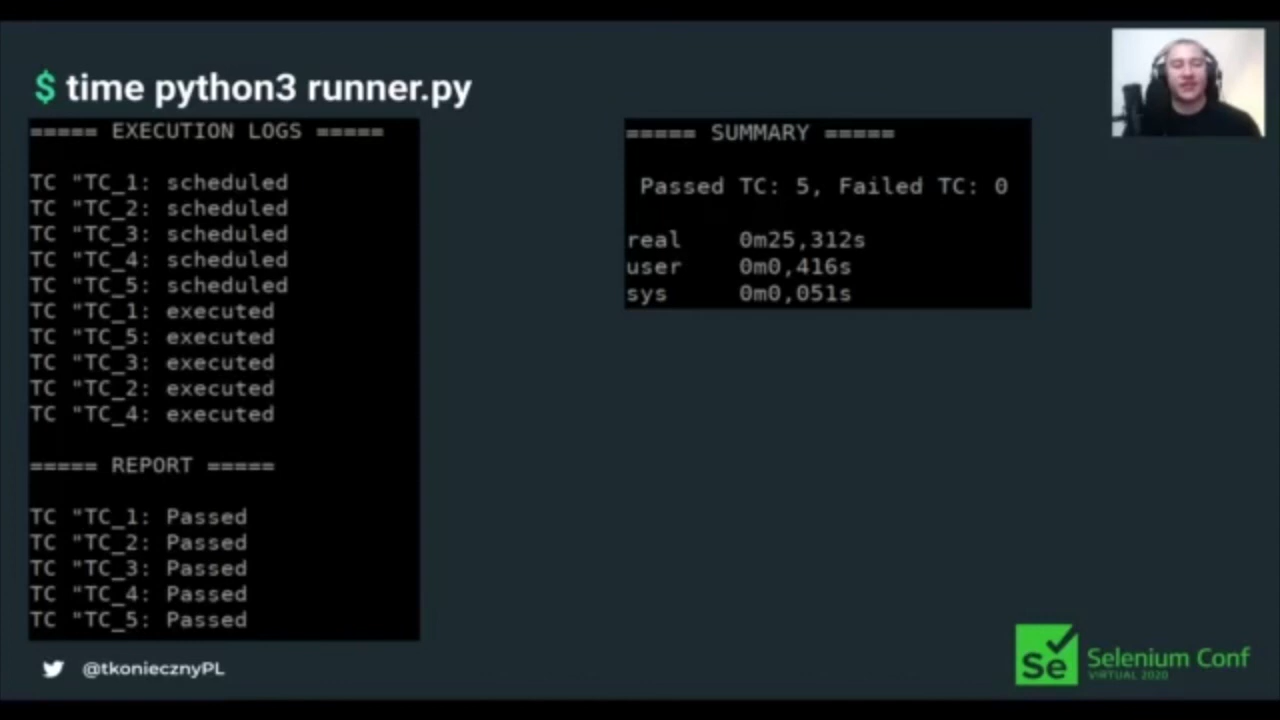 $ time python3 runner.py
===== EXECUTION LOGS =====
TC "TC_1: scheduled
TC "TC_2: scheduled
TC "TC_3: scheduled
TC "TC_4: scheduled
TC "TC_5: scheduled
TC "TC_1: executed
TC "TC_5: executed
TC "TC_3: executed
TC "TC_2: executed
TC "TC_4: executed
===== REPORT =====
TC "TC_1: Passed
TC "TC_2: Passed
TC "TC_3: Passed
TC "TC_4: Passed
TC "TC_5: Passed
===== SUMMARY =====
Passed TC: 5, Failed TC: 0
real 0m25,312s
user 0m0,416s
sys 0m0,051s
@tkoniecznyPL
Se Selenium Conf
VIRTUAL 2020